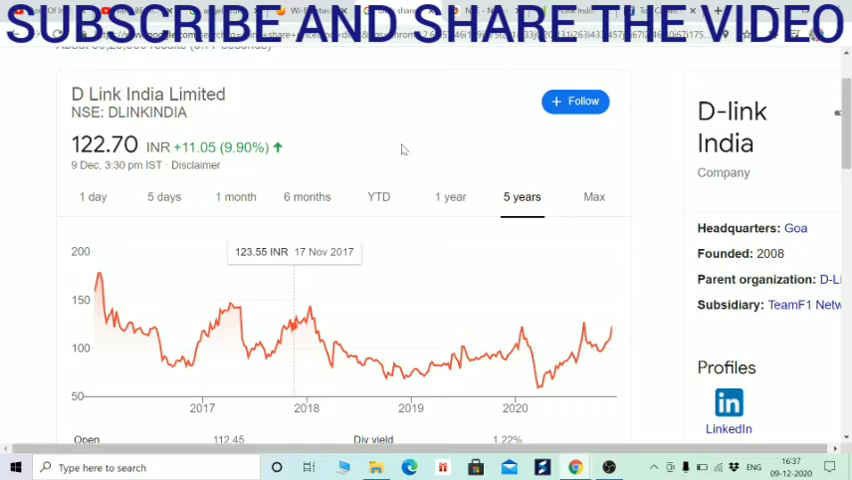 SUBSCRIBE AND SHARE THE VIDEO
D Link India Limited
NSE: DLINKINDIA
+ Follow
122.70 INR +11.05 (9.90%) ↑
9 Dec, 3:30 pm IST · Disclaimer
1 day 5 days 1 month 6 months YTD 1 year 5 years Max
123.55 INR 17 Nov 2017
200
150
100
50
2017 2018 2019 2020
Open 112.45 Div yield 1.22%
D-link
India
Company
Headquarters: Goa
Founded: 2008
Parent organization: D-Li
Subsidiary: TeamF1 Netw
Profiles
in
LinkedIn
Type here to search
ENG
16:37
09-12-2020